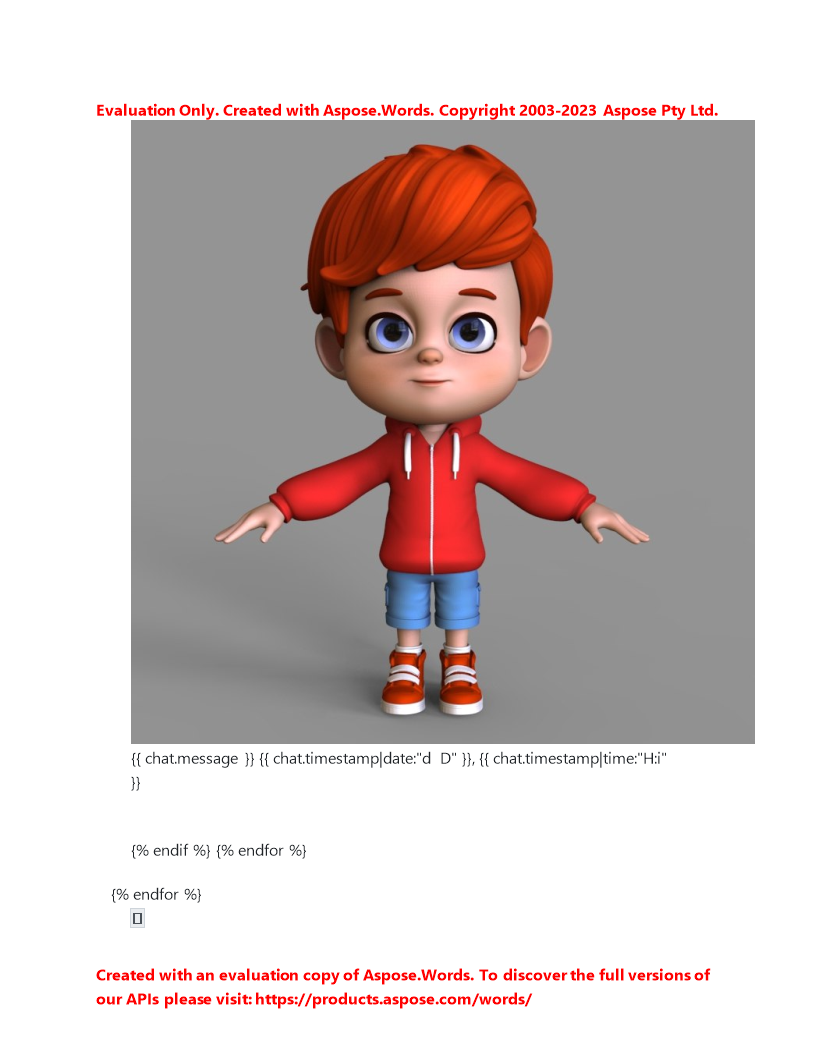 Evaluation Only. Created with Aspose.Words. Copyright 2003-2023 Aspose Pty Ltd.
{{ chat.message }} {{ chat.timestamp|date:"d D" }}, {{ chat.timestamp|time:"H:i"
}}
{% endif %} {% endfor %}
{% endfor %}
Created with an evaluation copy of Aspose.Words. To discover the full versions of
our APIs please visit: https://products.aspose.com/words/